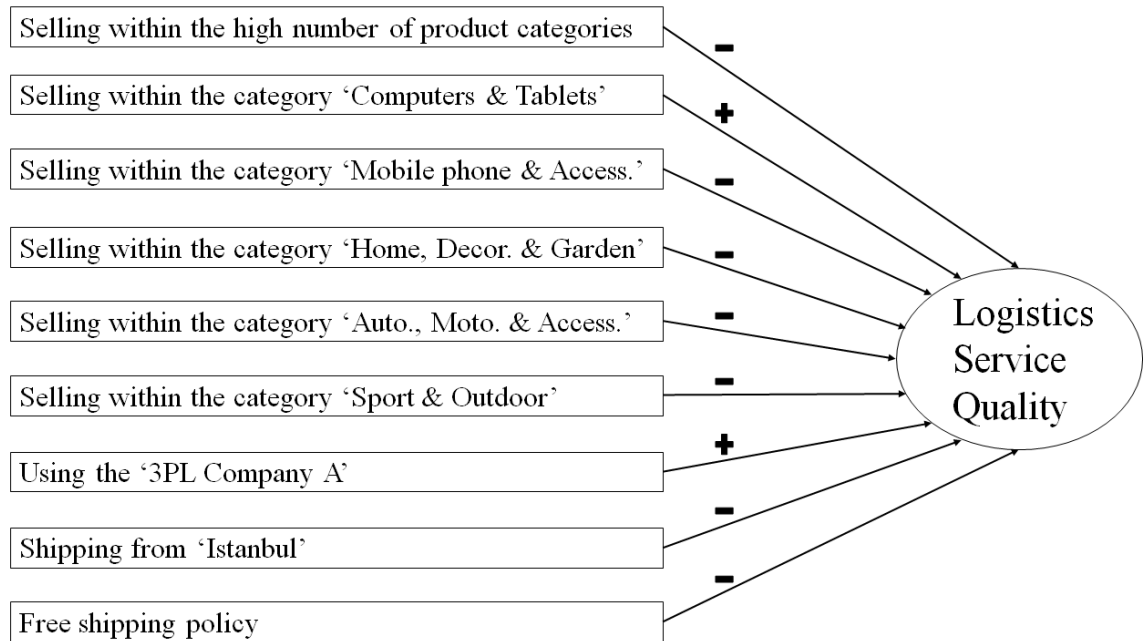 Selling within the high number of product categories
-
Selling within the category ‘Computers & Tablets’
+
Selling within the category ‘Mobile phone & Access.’
-
Selling within the category ‘Home, Decor. & Garden’
-
Selling within the category ‘Auto., Moto. & Access.’
-
Selling within the category ‘Sport & Outdoor’
-
Using the ‘3PL Company A’
+
Shipping from ‘Istanbul’
-
Free shipping policy
-
Logistics
Service
Quality